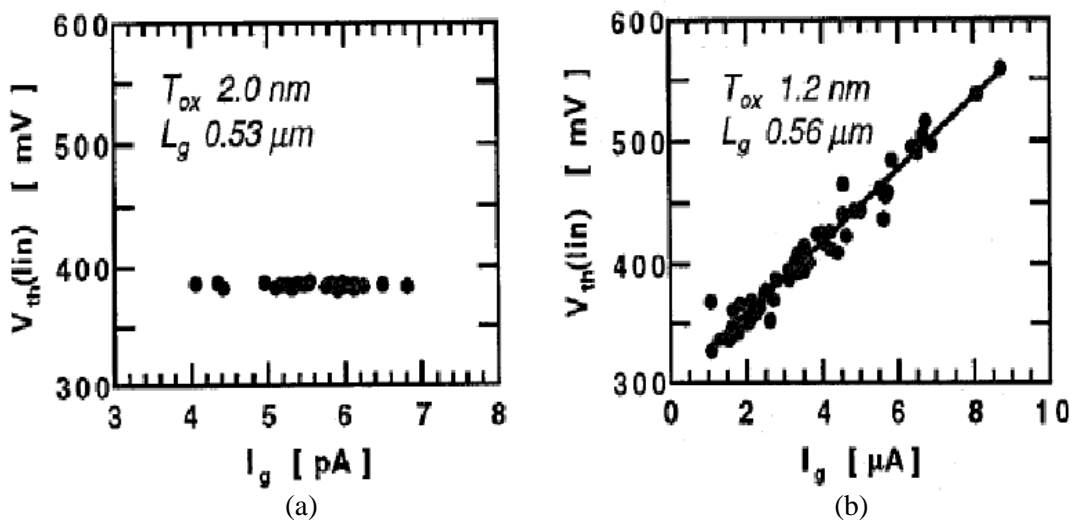 600
500
400
300
V_th(lin) [ mV ]
T_ox 2.0 nm
L_g 0.53 μm
3 4 5 6 7 8
I_g [ pA ]
(a)
600
500
400
300
V_th(lin) [ mV ]
T_ox 1.2 nm
L_g 0.56 μm
0 2 4 6 8 10
I_g [ μA ]
(b)